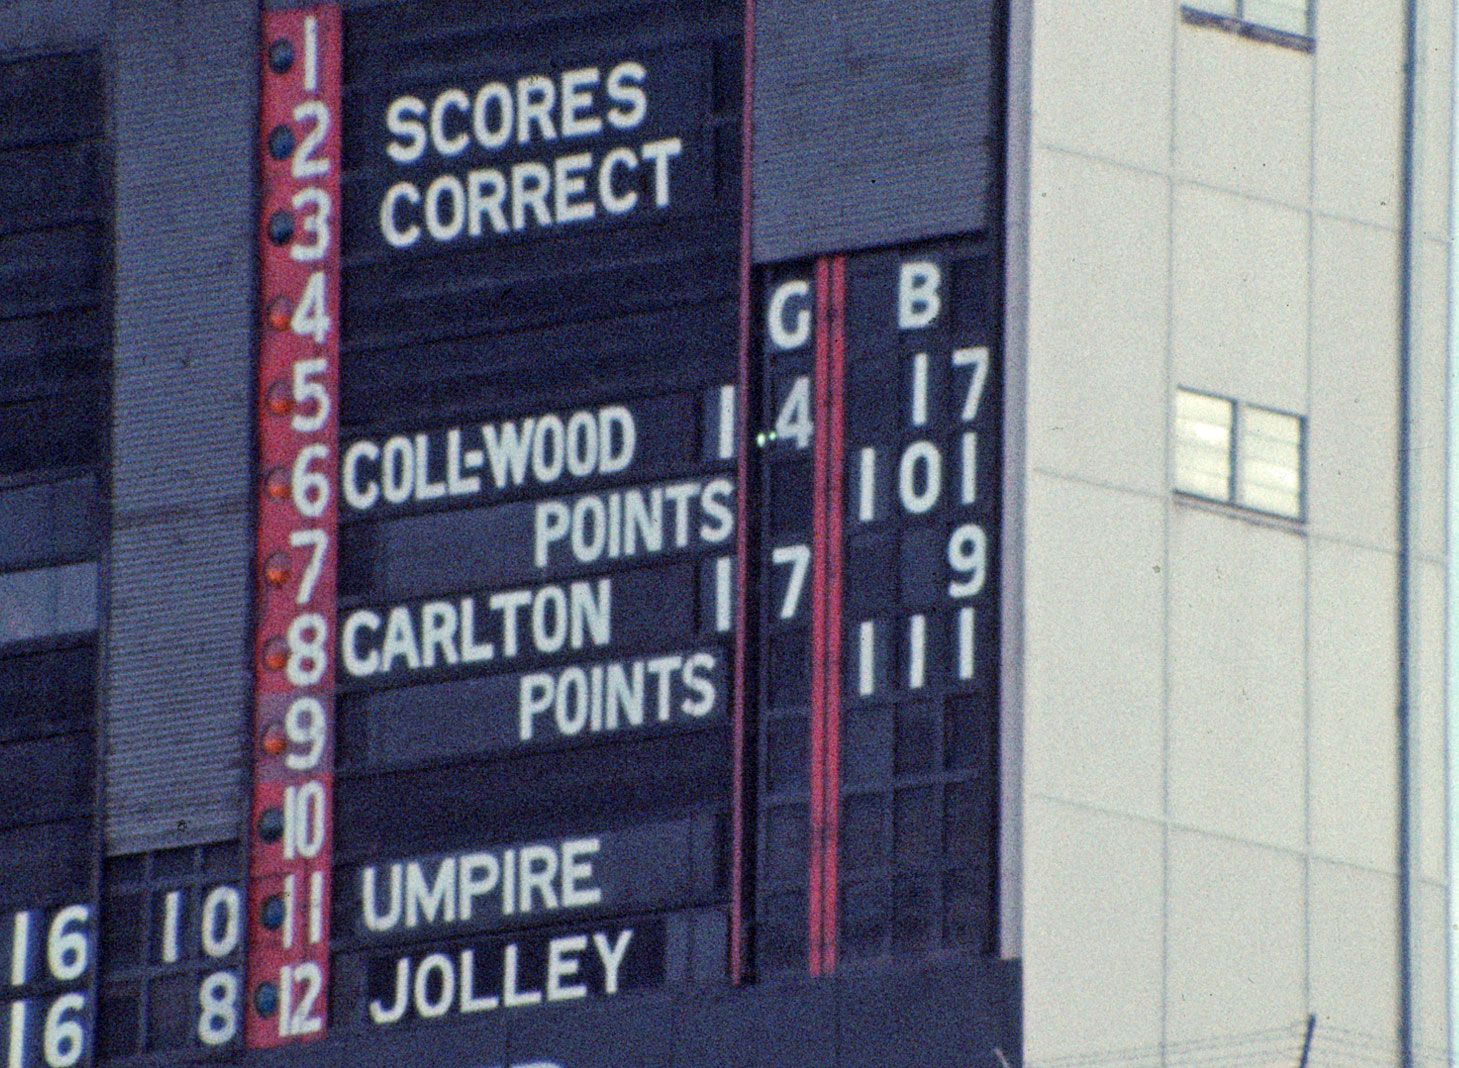 1
2
3
4
5
6
7
8
9
10
11
12
SCORES
CORRECT
G B
COLL-WOOD 14 17
POINTS 101
CARLTON 17 9
POINTS 111
UMPIRE
JOLLEY
16 10
16 8